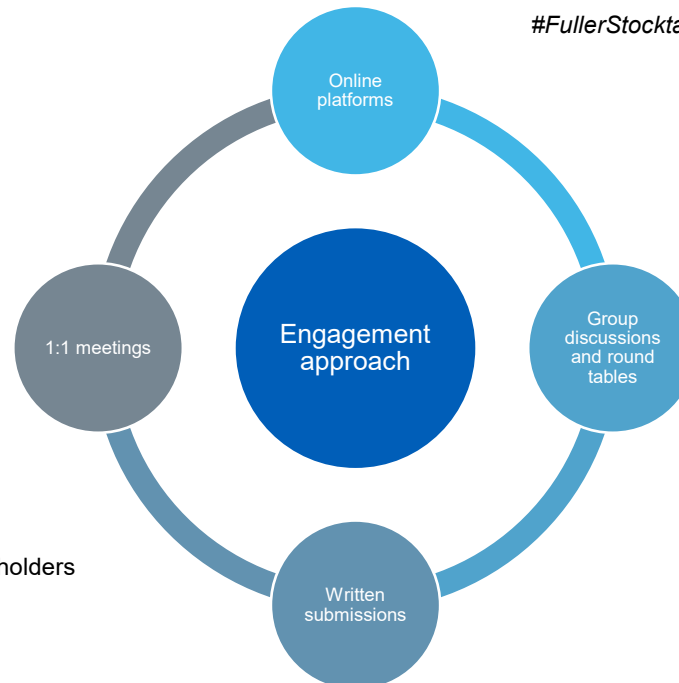 #FullerStockta
Online
platforms
Group
discussions
and round
tables
1:1 meetings
Engagement
approach
holders
Written
submissions